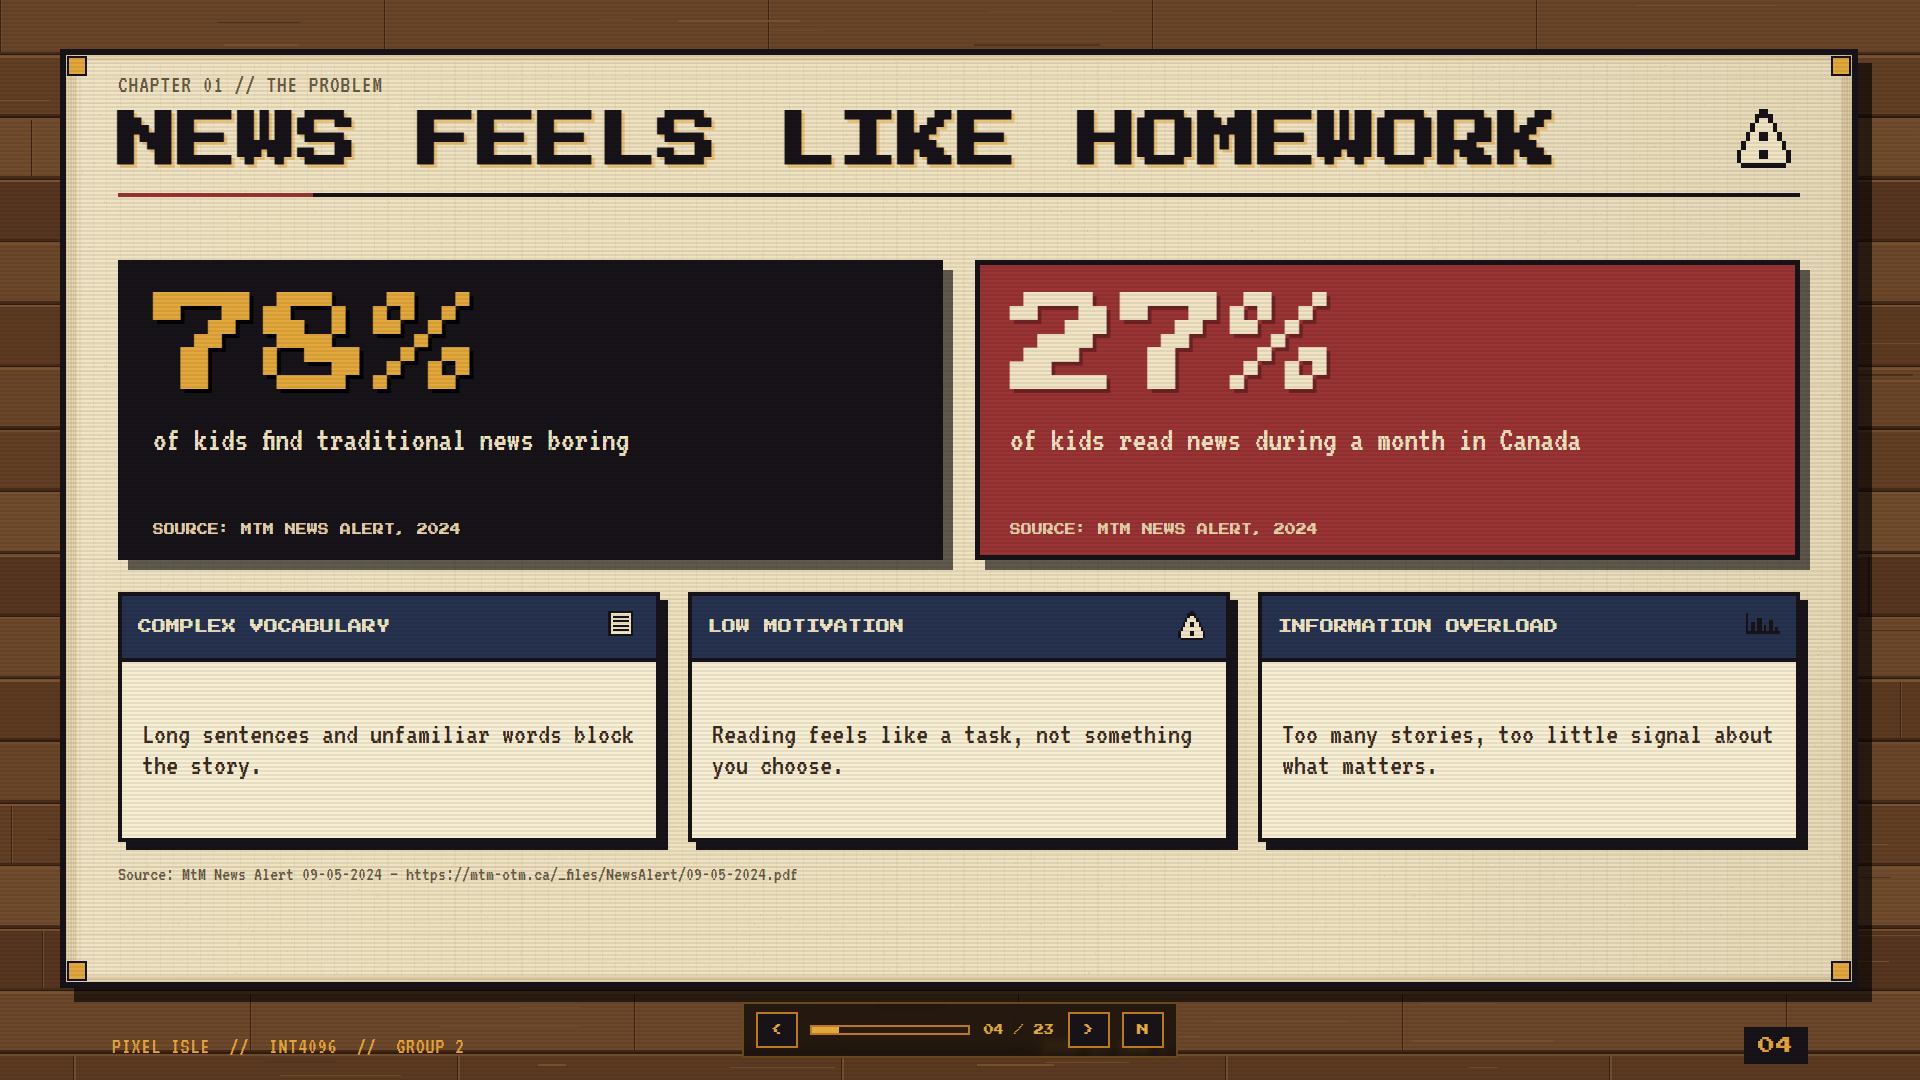 CHAPTER 01 // THE PROBLEM
NEWS FEELS LIKE HOMEWORK
78%
of kids find traditional news boring
SOURCE: MTM NEWS ALERT, 2024
27%
of kids read news during a month in Canada
SOURCE: MTM NEWS ALERT, 2024
COMPLEX VOCABULARY
Long sentences and unfamiliar words block
the story.
LOW MOTIVATION
Reading feels like a task, not something
you choose.
INFORMATION OVERLOAD
Too many stories, too little signal about
what matters.
Source: MtM News Alert 09-05-2024 — https://mtm-otm.ca/_files/NewsAlert/09-05-2024.pdf
PIXEL ISLE // INT4096 // GROUP 2
< 04 / 23 > N
04